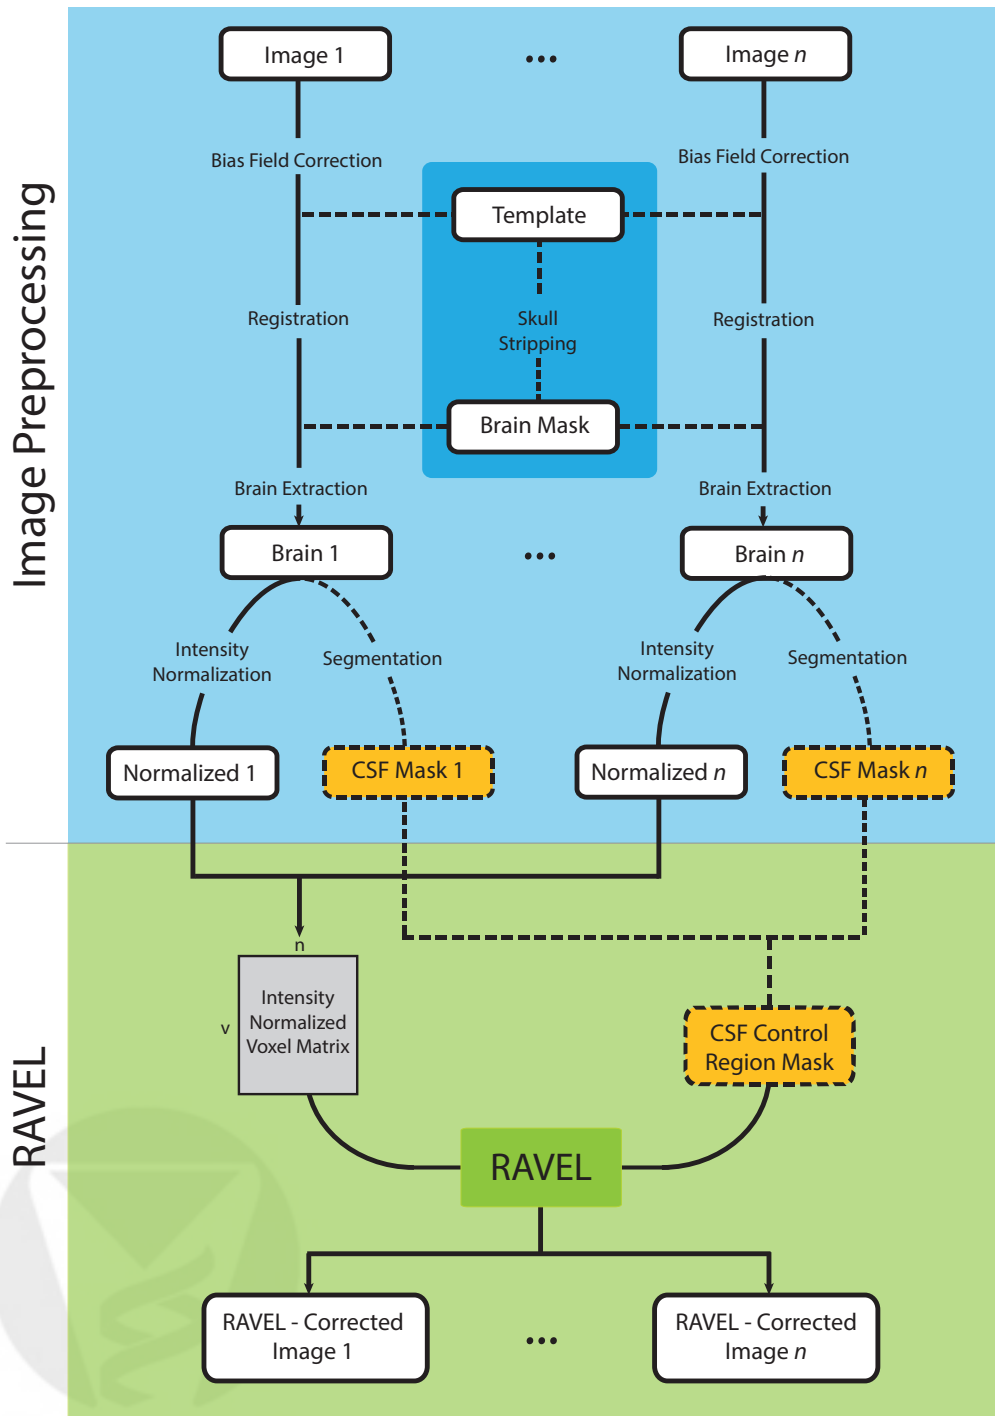 Image Preprocessing
Image 1
...
Image n
Bias Field Correction
Bias Field Correction
Template
Registration
Skull
Stripping
Registration
Brain Mask
Brain Extraction
Brain Extraction
Brain 1
...
Brain n
Intensity
Normalization
Segmentation
Intensity
Normalization
Segmentation
Normalized 1
CSF Mask 1
Normalized n
CSF Mask n
RAVEL
n
v
Intensity
Normalized
Voxel Matrix
CSF Control
Region Mask
RAVEL
RAVEL - Corrected
Image 1
...
RAVEL - Corrected
Image n